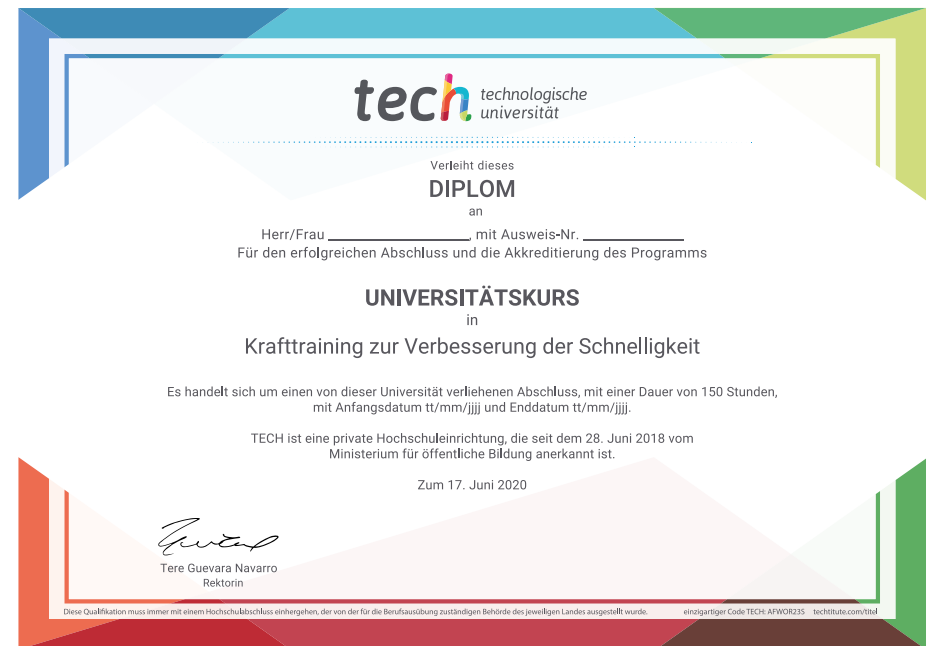 tech technologische
universität
Verleiht dieses
DIPLOM
an
Herr/Frau ____________________, mit Ausweis-Nr. ______________
Für den erfolgreichen Abschluss und die Akkreditierung des Programms
UNIVERSITÄTSKURS
in
Krafttraining zur Verbesserung der Schnelligkeit
Es handelt sich um einen von dieser Universität verliehenen Abschluss, mit einer Dauer von 150 Stunden,
mit Anfangsdatum tt/mm/jjjj und Enddatum tt/mm/jjjj.
TECH ist eine private Hochschuleinrichtung, die seit dem 28. Juni 2018 vom
Ministerium für öffentliche Bildung anerkannt ist.
Zum 17. Juni 2020
Tere Guevara Navarro
Rektorin
Diese Qualifikation muss immer mit einem Hochschulabschluss einhergehen, der von der für die Berufsausübung zuständigen Behörde des jeweiligen Landes ausgestellt wurde. einzigartiger Code TECH: AFWOR23S techtitute.com/titel